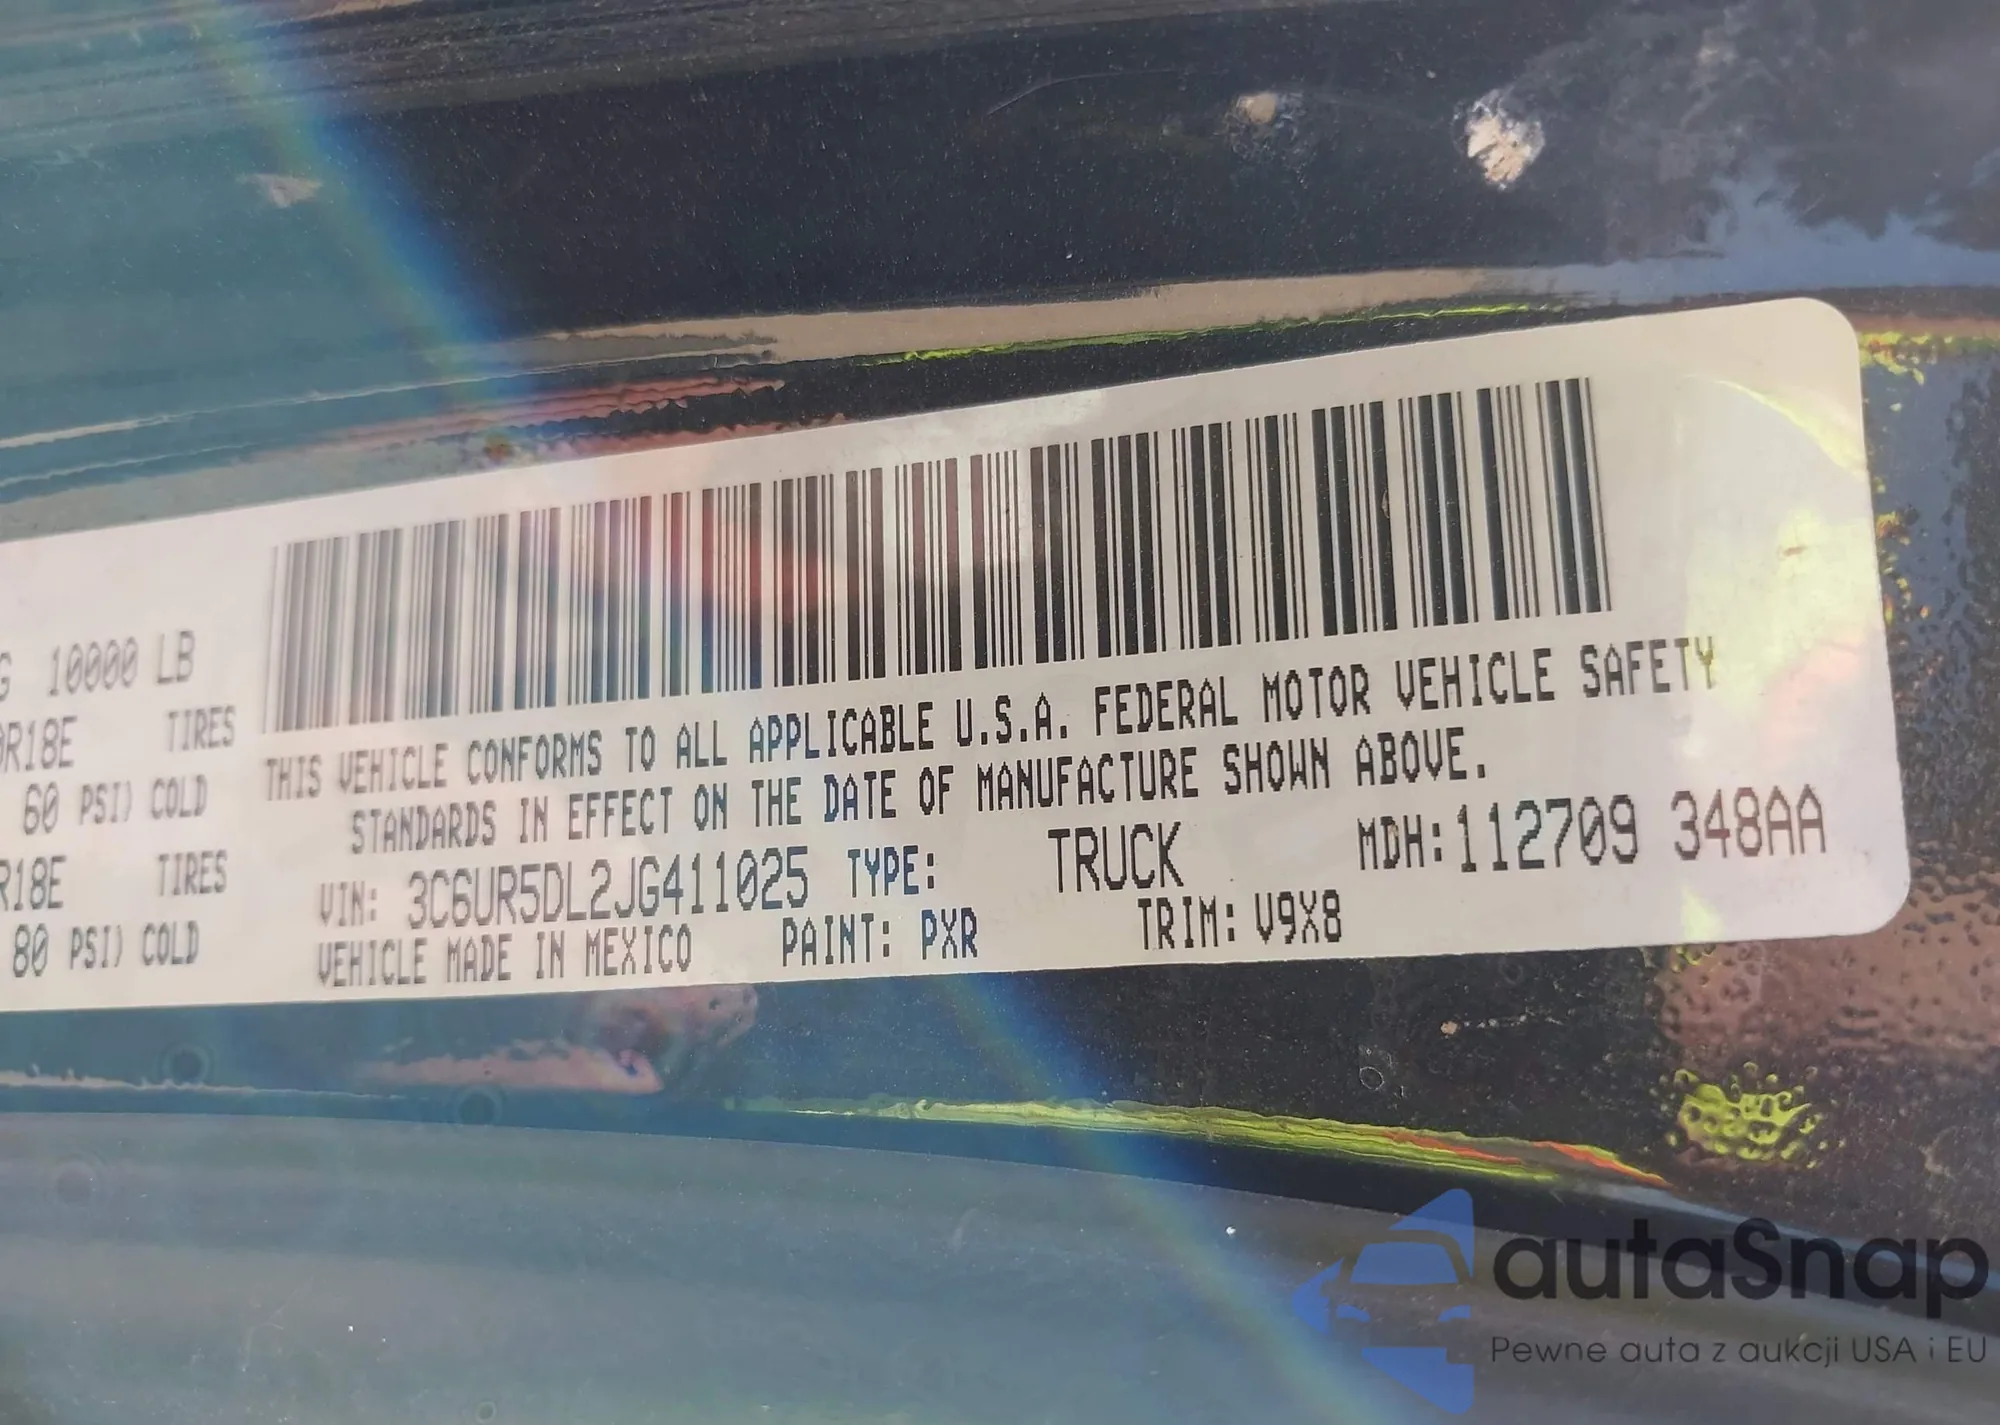 G 10000 LB
0R18E TIRES
60 PSI) COLD
R18E TIRES
80 PSI) COLD
THIS VEHICLE CONFORMS TO ALL APPLICABLE U.S.A. FEDERAL MOTOR VEHICLE SAFETY
STANDARDS IN EFFECT ON THE DATE OF MANUFACTURE SHOWN ABOVE.
VIN: 3C6UR5DL2JG411025 TYPE: TRUCK MDH:112709 348AA
VEHICLE MADE IN MEXICO PAINT: PXR TRIM: V9X8
autaSnap
Pewne auta z aukcji USA i EU